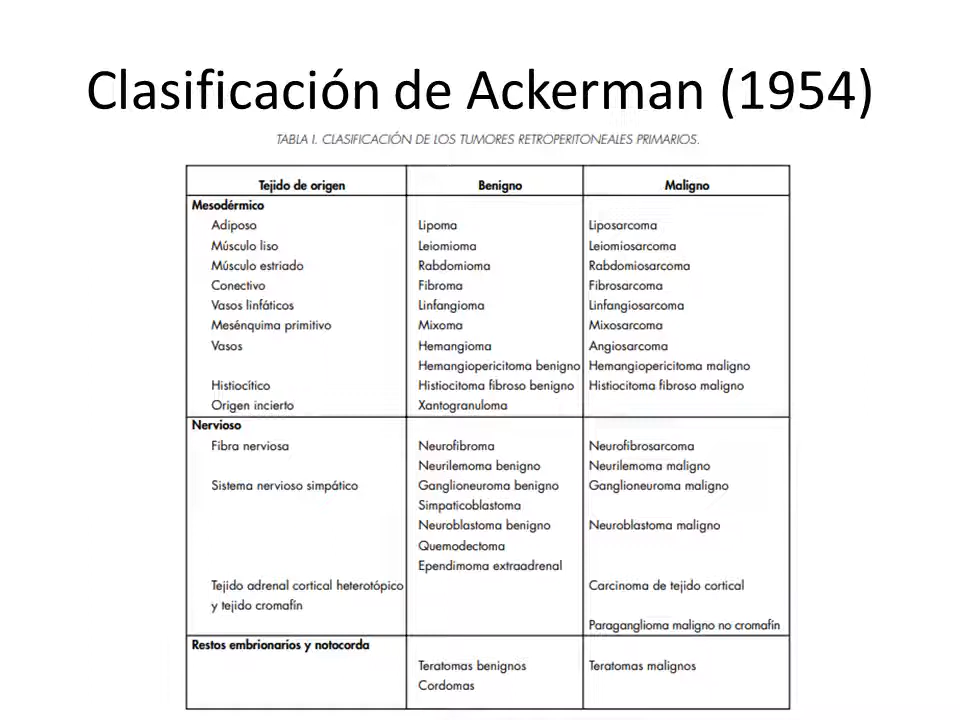 Clasificación de Ackerman (1954)
TABLA I. CLASIFICACIÓN DE LOS TUMORES RETROPERITONEALES PRIMARIOS.
Tejido de origen Benigno Maligno
Mesodérmico
Adiposo Lipoma Liposarcoma
Músculo liso Leiomioma Leiomiosarcoma
Músculo estriado Rabdomioma Rabdomiosarcoma
Conectivo Fibroma Fibrosarcoma
Vasos linfáticos Linfangioma Linfangiosarcoma
Mesénquima primitivo Mixoma Mixosarcoma
Vasos Hemangioma Angiosarcoma
Hemangiopericitoma benigno Hemangiopericitoma maligno
Histiocítico Histiocitoma fibroso benigno Histiocitoma fibroso maligno
Origen incierto Xantogranuloma
Nervioso
Fibra nerviosa Neurofibroma Neurofibrosarcoma
Neurilemoma benigno Neurilemoma maligno
Sistema nervioso simpático Ganglioneuroma benigno Ganglioneuroma maligno
Simpaticoblastoma
Neuroblastoma benigno Neuroblastoma maligno
Quemodectoma
Ependimoma extraadrenal
Tejido adrenal cortical heterotópico Carcinoma de tejido cortical
y tejido cromafín
Paraganglioma maligno no cromafín
Restos embrionarios y notocorda
Teratomas benignos Teratomas malignos
Cordomas